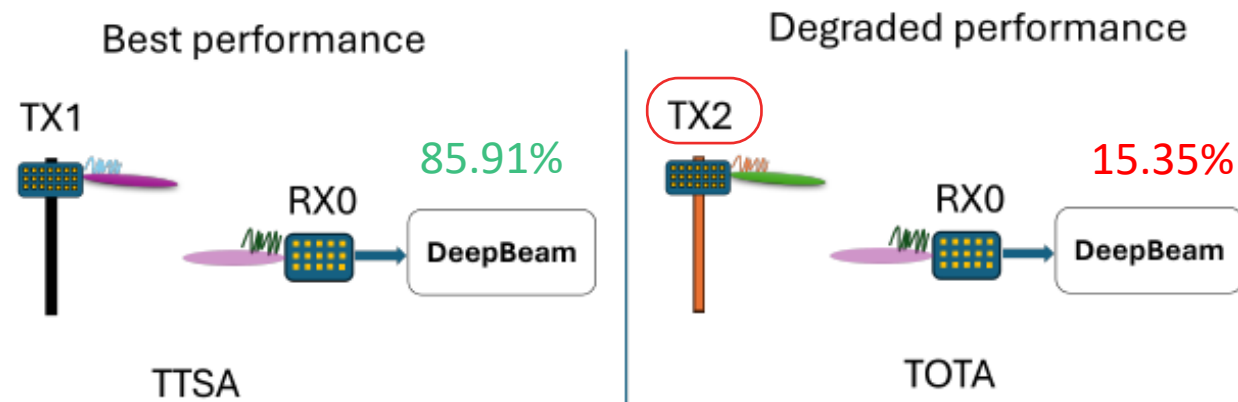 Best performance
TX1
85.91%
RX0
DeepBeam
TTSA
Degraded performance
TX2
15.35%
RX0
DeepBeam
TOTA